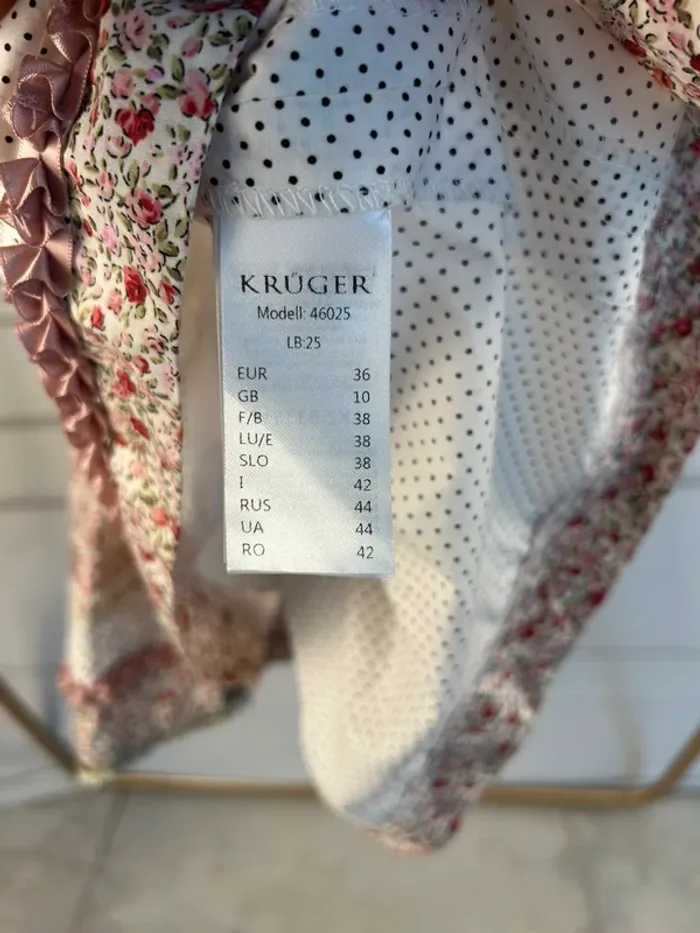 KRÜGER
Modell: 46025
LB:25
EUR 36
GB 10
F/B 38
LU/E 38
SLO 38
I 42
RUS 44
UA 44
RO 42